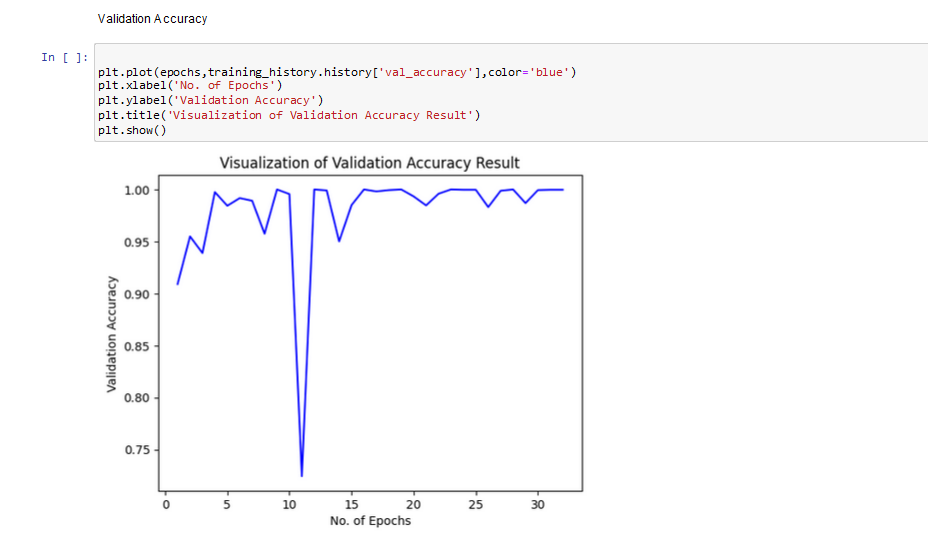 Validation Accuracy
In [ ]:
plt.plot(epochs,training_history.history['val_accuracy'],color='blue')
plt.xlabel('No. of Epochs')
plt.ylabel('Validation Accuracy')
plt.title('Visualization of Validation Accuracy Result')
plt.show()
Visualization of Validation Accuracy Result
Validation Accuracy
1.00
0.95
0.90
0.85
0.80
0.75
0 5 10 15 20 25 30
No. of Epochs